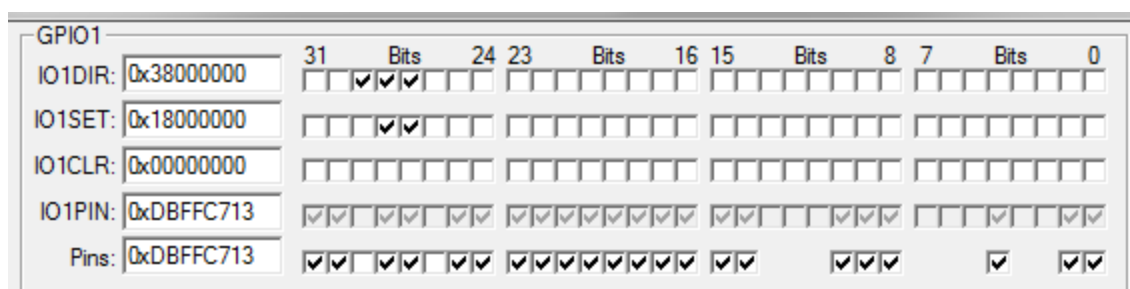 GPIO1
31 Bits 24 23 Bits 16 15 Bits 8 7 Bits 0
IO1DIR: 0x38000000
IO1SET: 0x18000000
IO1CLR: 0x00000000
IO1PIN: 0xDBFFC713
Pins: 0xDBFFC713